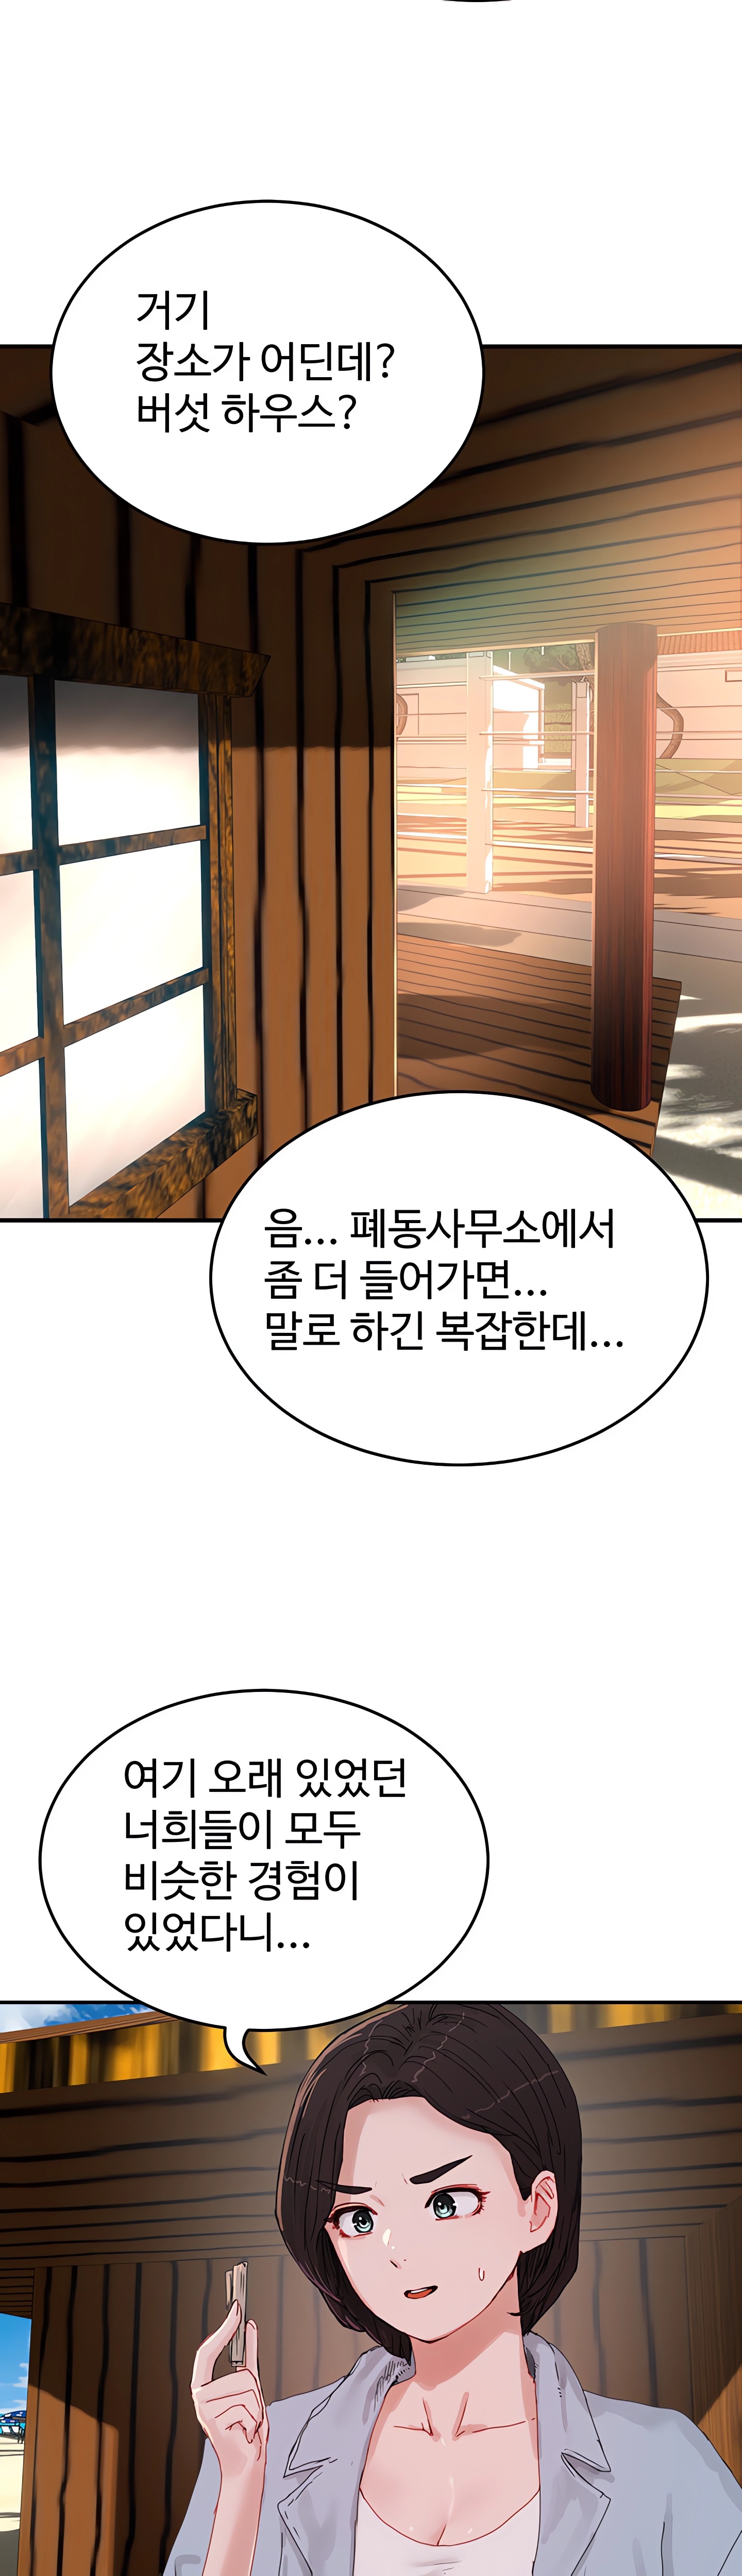 거기
장소가 어딘데?
버섯 하우스?
음... 폐동사무소에서
좀 더 들어가면...
말로 하긴 복잡한데...
여기 오래 있었던
너희들이 모두
비슷한 경험이
있었다니...